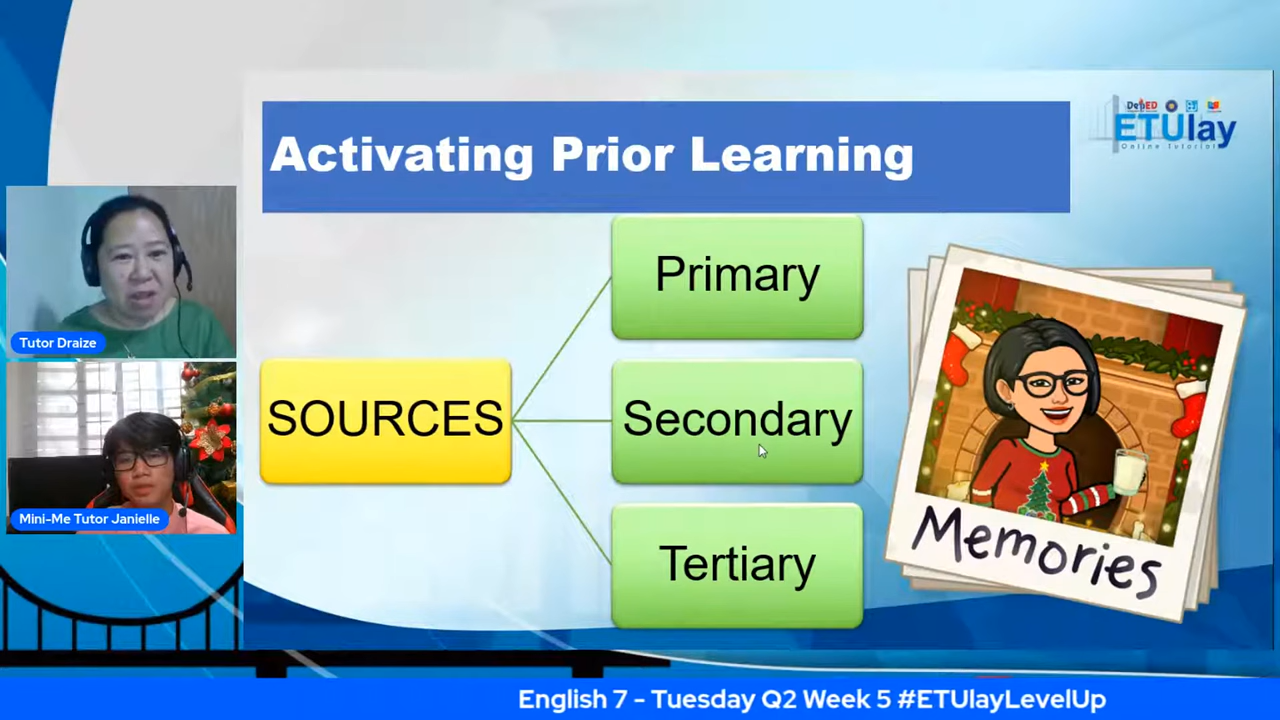 Activating Prior Learning
DepED
ETUlay
Online Tutorial
Primary
SOURCES
Secondary
Tertiary
Memories
Tutor Draize
Mini-Me Tutor Janielle
English 7 - Tuesday Q2 Week 5 #ETUlayLevelUp